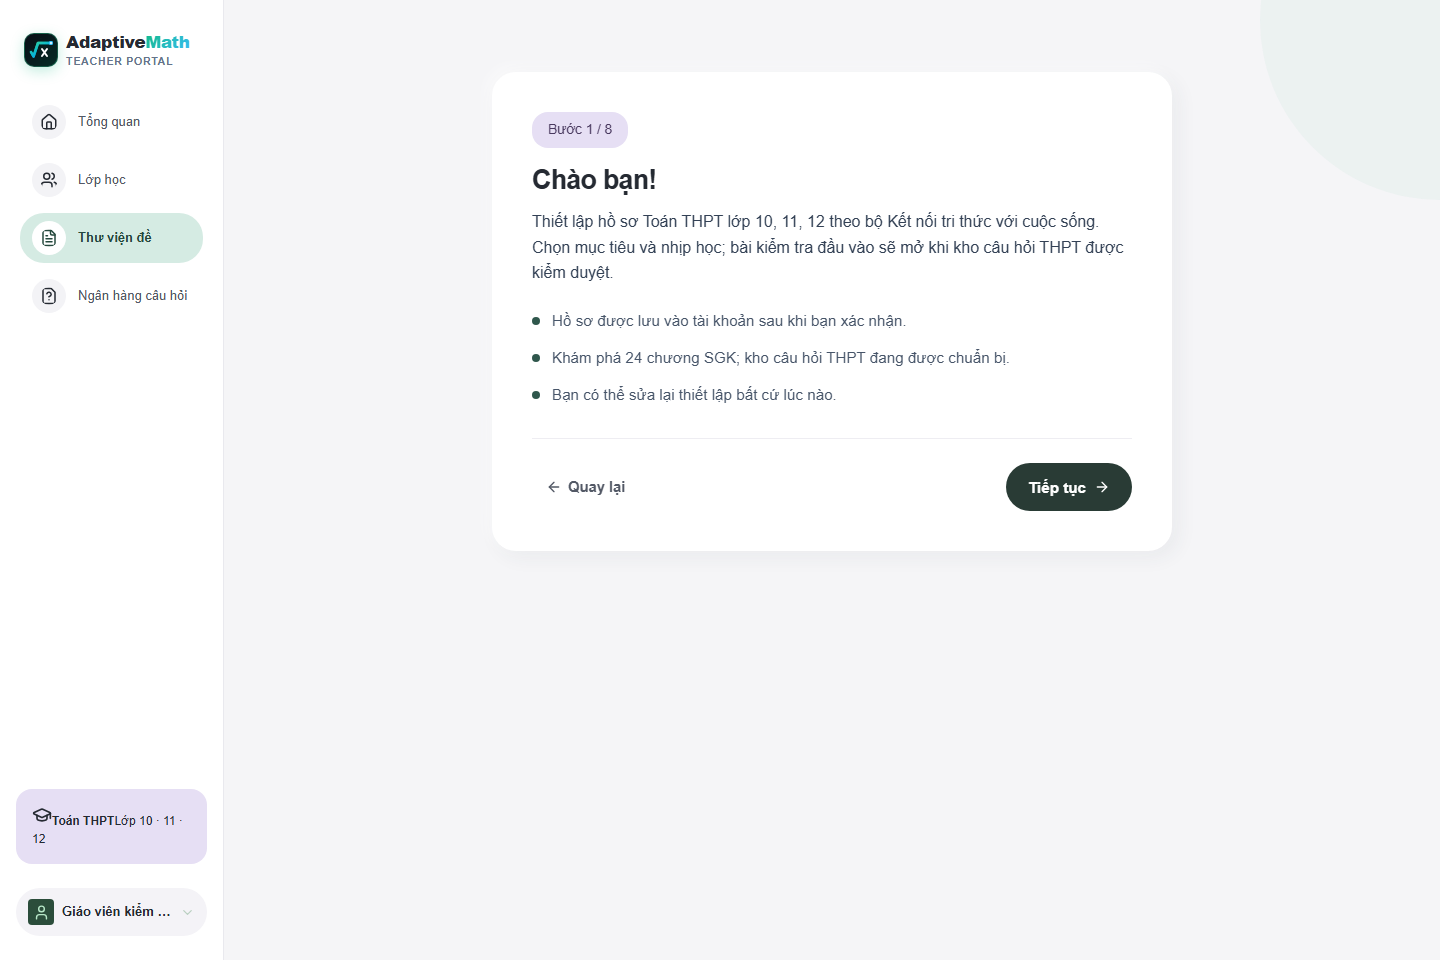 AdaptiveMath
TEACHER PORTAL
Tổng quan
Lớp học
Thư viện đề
Ngân hàng câu hỏi
Toán THPTLớp 10 · 11 ·
12
Giáo viên kiểm ...
Bước 1 / 8
Chào bạn!
Thiết lập hồ sơ Toán THPT lớp 10, 11, 12 theo bộ Kết nối tri thức với cuộc sống.
Chọn mục tiêu và nhịp học; bài kiểm tra đầu vào sẽ mở khi kho câu hỏi THPT được
kiểm duyệt.
Hồ sơ được lưu vào tài khoản sau khi bạn xác nhận.
Khám phá 24 chương SGK; kho câu hỏi THPT đang được chuẩn bị.
Bạn có thể sửa lại thiết lập bất cứ lúc nào.
Quay lại
Tiếp tục